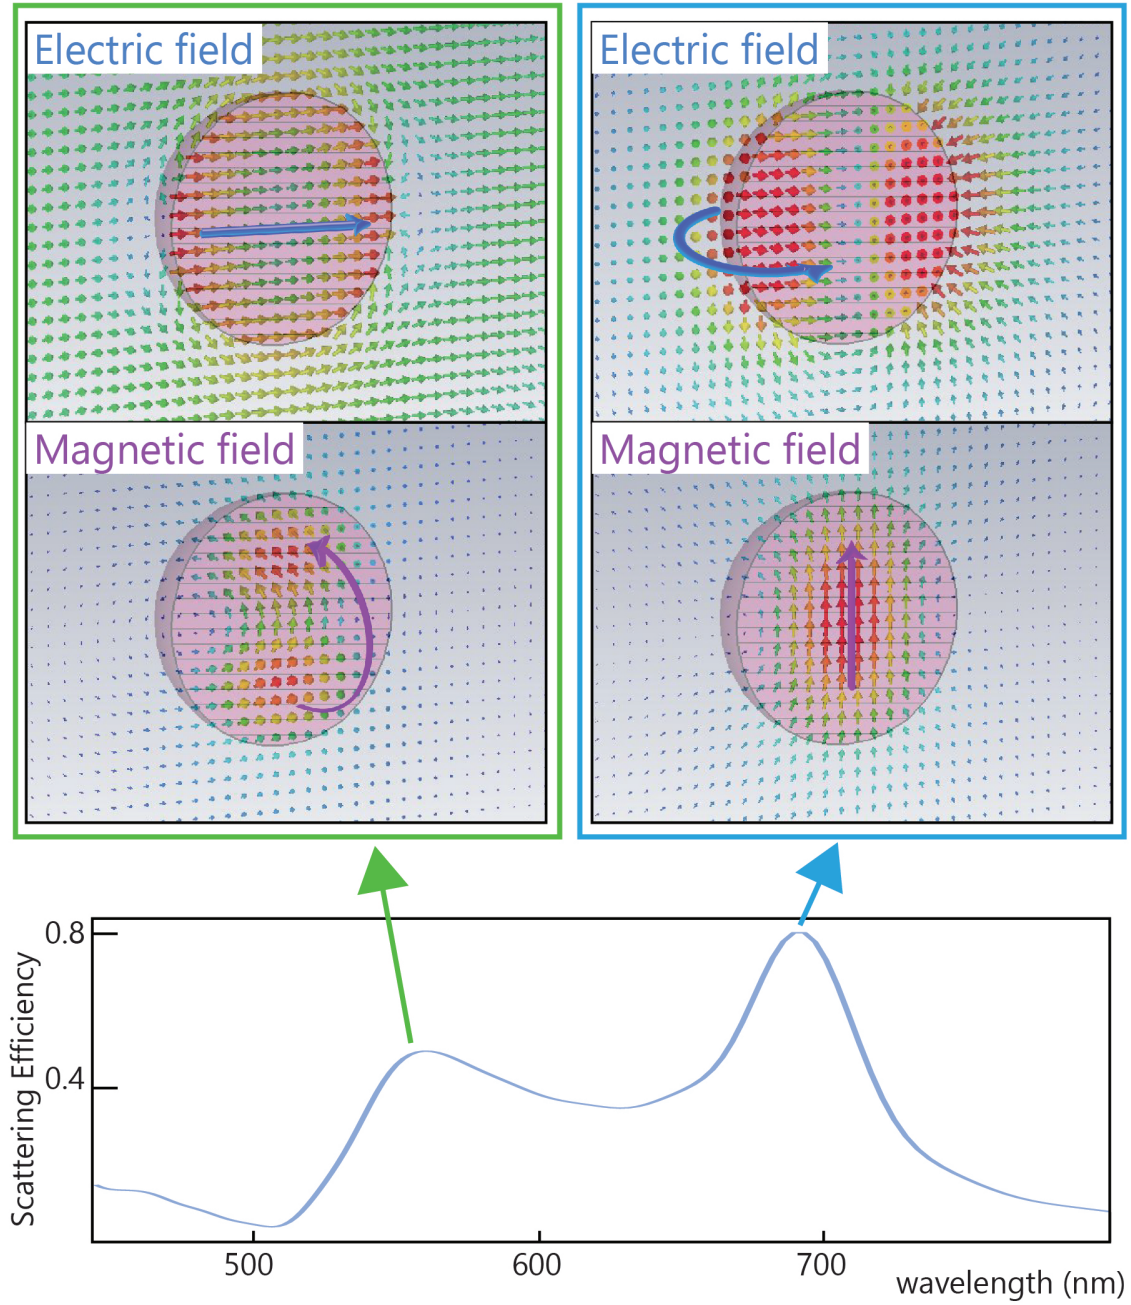 Electric field
Electric field
Magnetic field
Magnetic field
0.8
0.4
Scattering Efficiency
500
600
700
wavelength (nm)